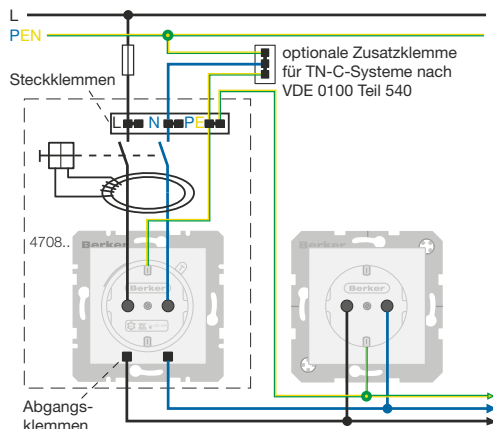 L
PEN
optionale Zusatzklemme
für TN-C-Systeme nach
VDE 0100 Teil 540
Steckklemmen
L N PE
4708..
Berker
Berker
Abgangs-
klemmen